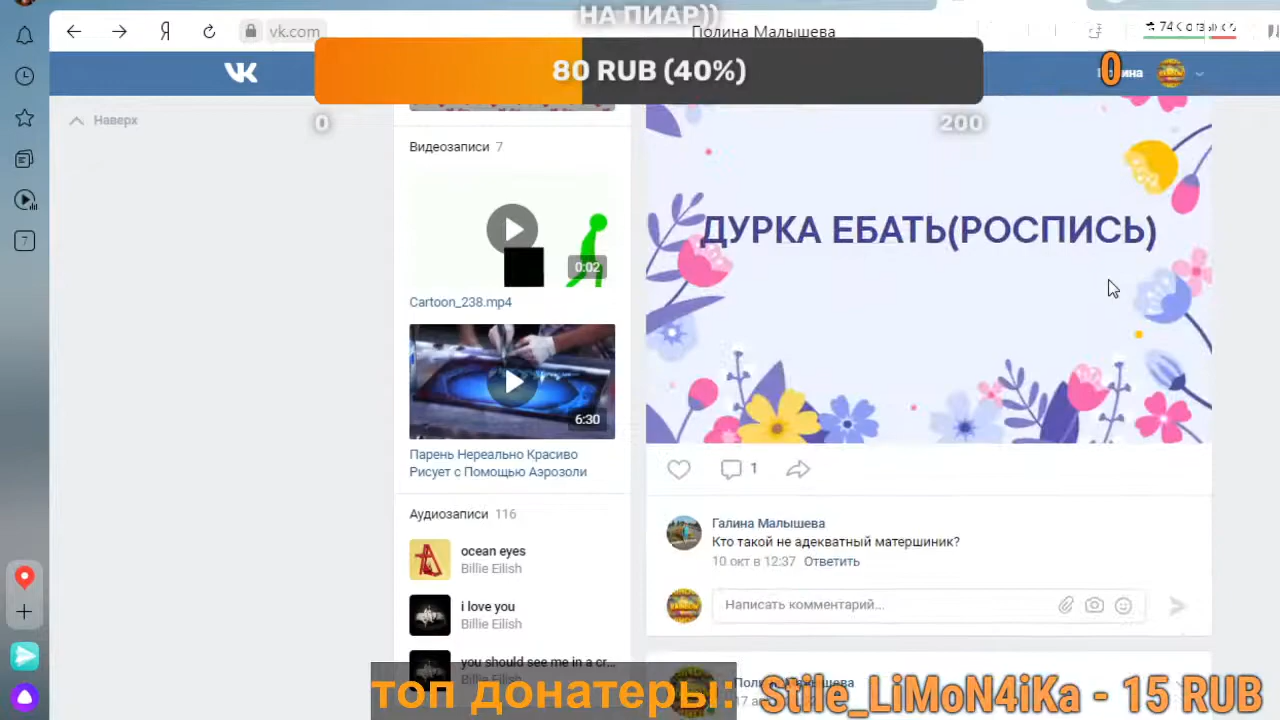 НА ПИАР))
vk.com
Полина Малышева
80 RUB (40%)
0
0
200
Наверх
Видеозаписи 7
ДУРКА ЕБАТЬ(РОСПИСЬ)
0:02
Cartoon_238.mp4
6:30
Парень Нереально Красиво
Рисует с Помощью Аэрозоли
1
Аудиозаписи 116
Галина Малышева
Кто такой не адекватный матершиник?
10 окт в 12:37 Ответить
ocean eyes
Billie Eilish
Написать комментарий...
i love you
Billie Eilish
you should see me in a cr...
топ донатеры: Stile_LiMoN4iKa - 15 RUB
7